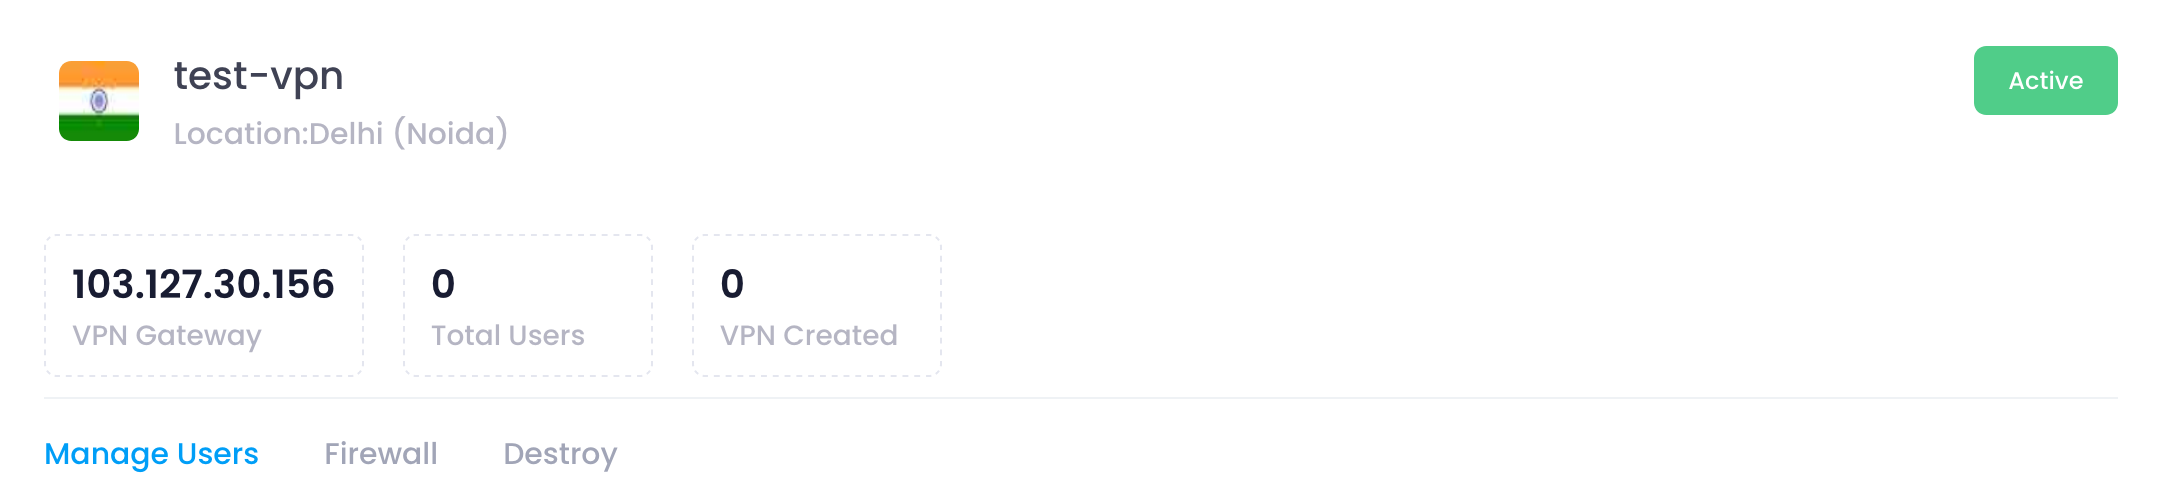 test-vpn
Active
Location:Delhi (Noida)
103.127.30.156
VPN Gateway
0
Total Users
0
VPN Created
Manage Users
Firewall
Destroy